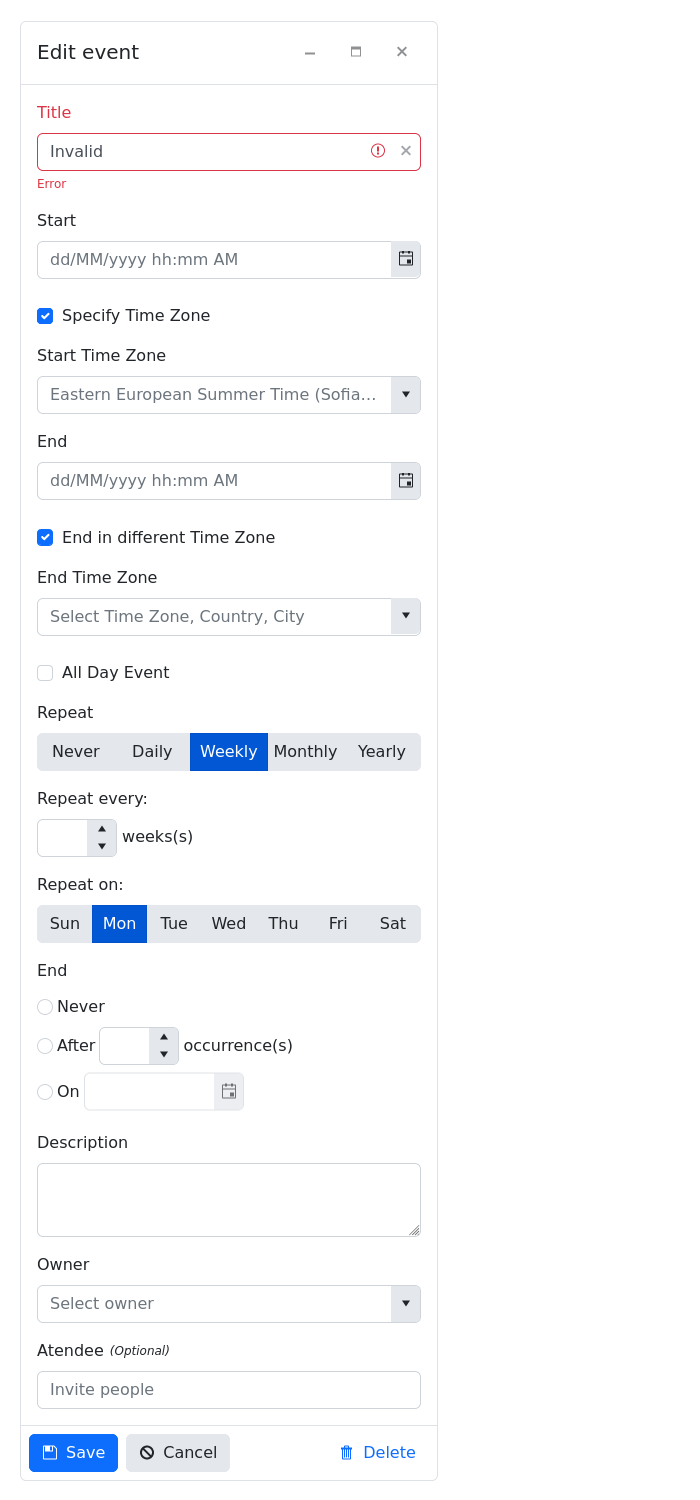 Edit event
Title
Invalid
Error
Start
dd/MM/yyyy hh:mm AM
Specify Time Zone
Start Time Zone
Eastern European Summer Time (Sofia...
End
dd/MM/yyyy hh:mm AM
End in different Time Zone
End Time Zone
Select Time Zone, Country, City
All Day Event
Repeat
Never Daily Weekly Monthly Yearly
Repeat every:
weeks(s)
Repeat on:
Sun Mon Tue Wed Thu Fri Sat
End
Never
After occurrence(s)
On
Description
Owner
Select owner
Atendee (Optional)
Invite people
Save Cancel Delete